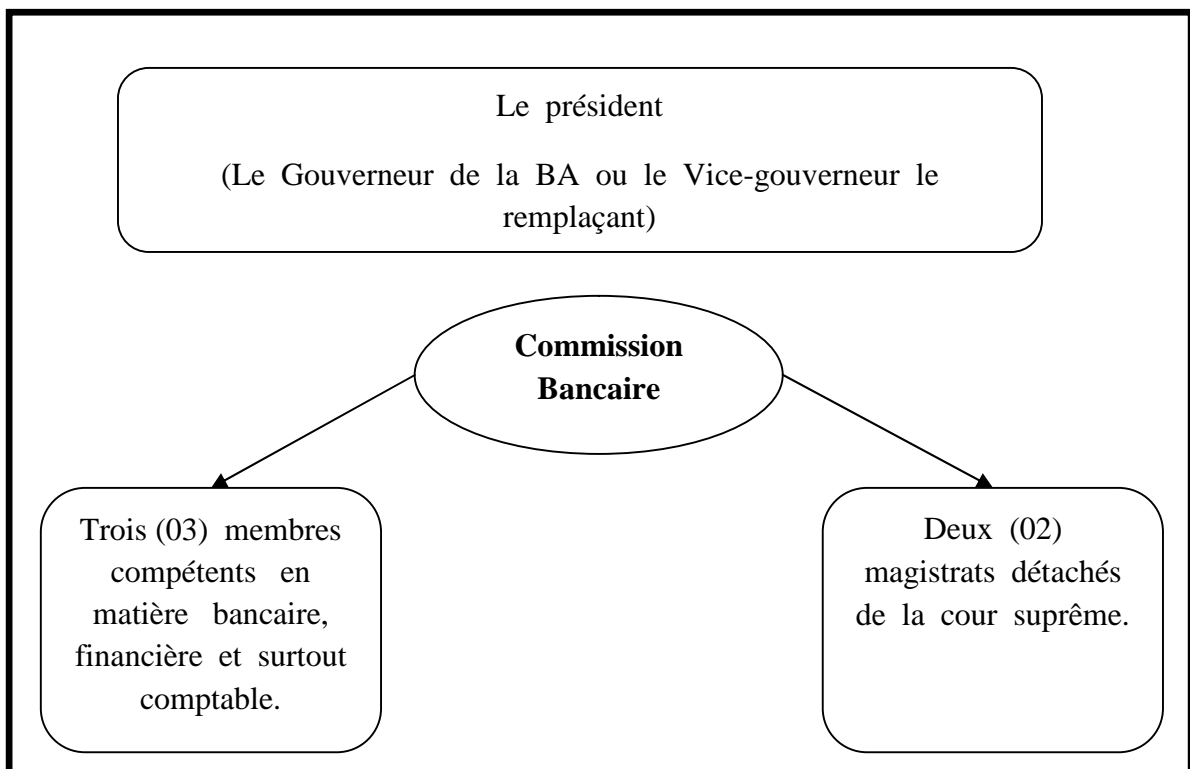 Le président
(Le Gouverneur de la BA ou le Vice-gouverneur le
remplaçant)
Commission
Bancaire
Trois (03) membres
compétents en
matière bancaire,
financière et surtout
comptable.
Deux (02)
magistrats détachés
de la cour suprême.